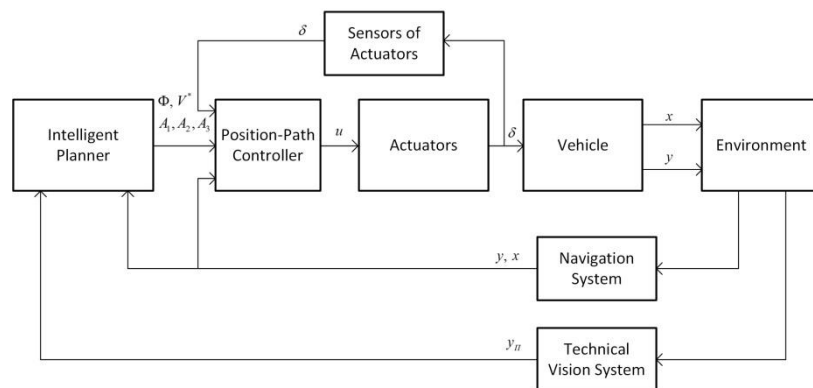 δ
Sensors of
Actuators
Φ, V*
A₁, A₂, A₃
Intelligent
Planner
Position-Path
Controller
u
Actuators
δ
Vehicle
x
y
Environment
y, x
Navigation
System
y_П
Technical
Vision System